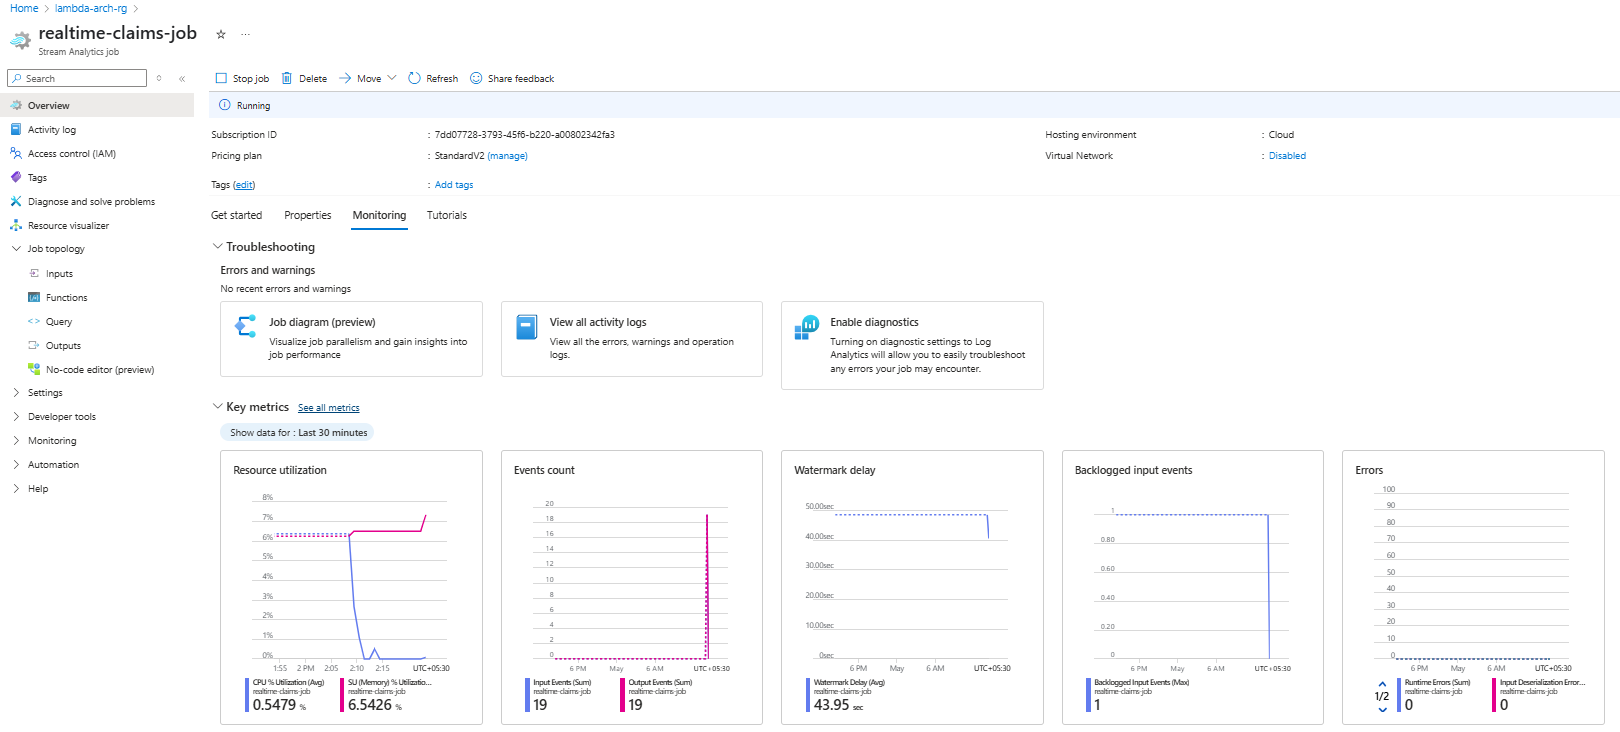 Home > lambda-arch-rg >
realtime-claims-job
Stream Analytics job
Search
Stop job Delete Move Refresh Share feedback
Running
Overview
Activity log
Access control (IAM)
Tags
Diagnose and solve problems
Resource visualizer
Job topology
Inputs
Functions
Query
Outputs
No-code editor (preview)
Settings
Developer tools
Monitoring
Automation
Help
Subscription ID : 7dd07728-3793-45f6-b220-a00802342fa3
Pricing plan : StandardV2 (manage)
Tags (edit) : Add tags
Hosting environment : Cloud
Virtual Network : Disabled
Get started Properties Monitoring Tutorials
Troubleshooting
Errors and warnings
No recent errors and warnings
Job diagram (preview)
Visualize job parallelism and gain insights into
job performance
View all activity logs
View all the errors, warnings and operation
logs.
Enable diagnostics
Turning on diagnostic settings to Log
Analytics will allow you to easily troubleshoot
any errors your job may encounter.
Key metrics See all metrics
Show data for : Last 30 minutes
Resource utilization
8%
7%
6%
5%
4%
3%
2%
1%
0%
1:55 2 PM 2:05 2:10 2:15 UTC+05:30
CPU % Utilization (Avg)
realtime-claims-job
0.5479 %
SU (Memory) % Utilizatio...
realtime-claims-job
6.5426 %
Events count
20
18
16
14
12
10
8
6
4
2
0
6 PM May 6 AM UTC+05:30
Input Events (Sum)
realtime-claims-job
19
Output Events (Sum)
realtime-claims-job
19
Watermark delay
50.00sec
40.00sec
30.00sec
20.00sec
10.00sec
0sec
6 PM May 6 AM UTC+05:30
Watermark Delay (Avg)
realtime-claims-job
43.95 sec
Backlogged input events
1
0.80
0.60
0.40
0.20
0
6 PM May 6 AM UTC+05:30
Backlogged Input Events (Max)
realtime-claims-job
1
Errors
100
90
80
70
60
50
40
30
20
10
0
6 PM May 6 AM UTC+05:30
1/2
Runtime Errors (Sum)
realtime-claims-job
0
Input Deserialization Error...
realtime-claims-job
0